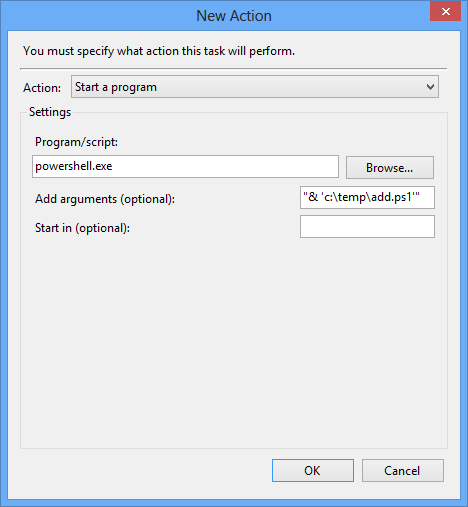 New Action
You must specify what action this task will perform.
Action: Start a program
Settings
Program/script:
powershell.exe Browse...
Add arguments (optional): "& 'c:\temp\add.ps1'"
Start in (optional):
OK Cancel